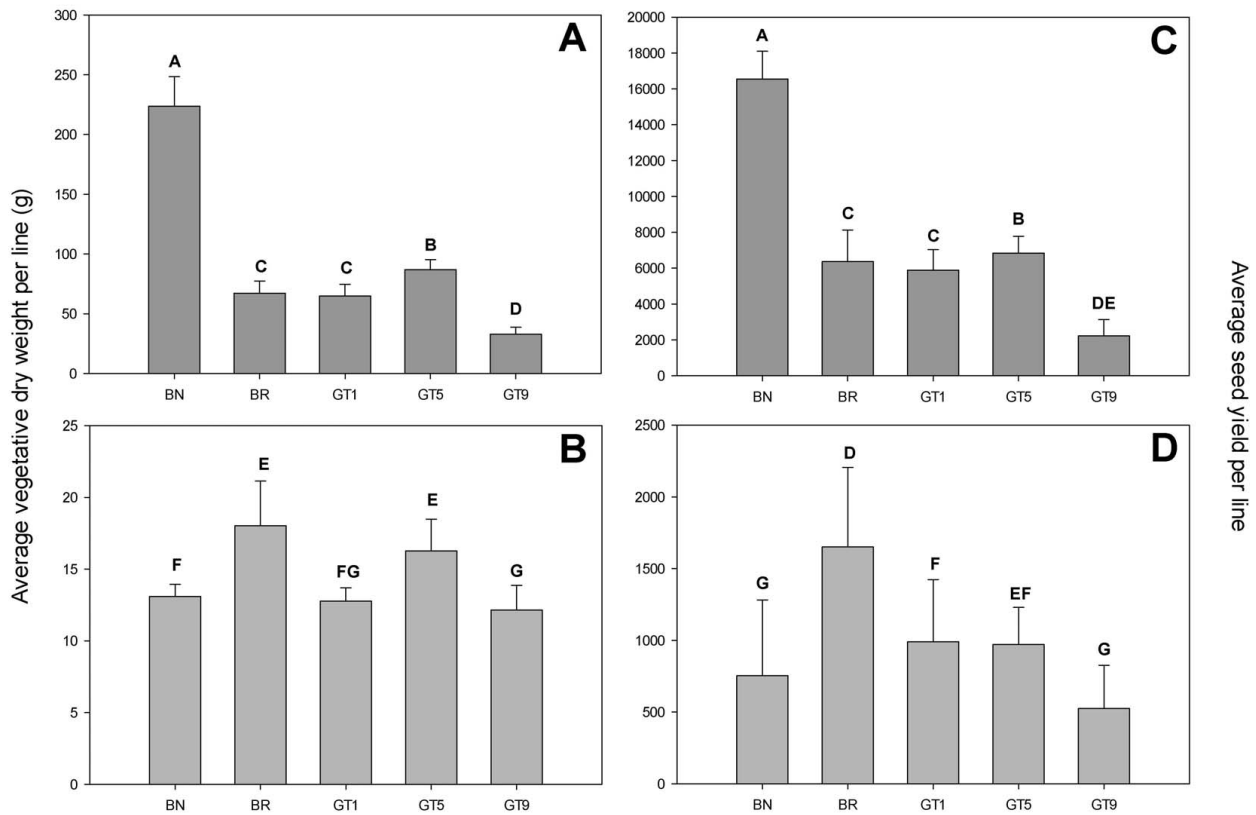 Average vegetative dry weight per line (g)
A
300
250
200
150
100
50
0
A
C
C
B
D
BN BR GT1 GT5 GT9
C
20000
18000
16000
14000
12000
10000
8000
6000
4000
2000
0
A
C
C
B
DE
BN BR GT1 GT5 GT9
B
25
20
15
10
5
0
F
E
FG
E
G
BN BR GT1 GT5 GT9
D
2500
2000
1500
1000
500
0
G
D
F
EF
G
BN BR GT1 GT5 GT9
Average seed yield per line